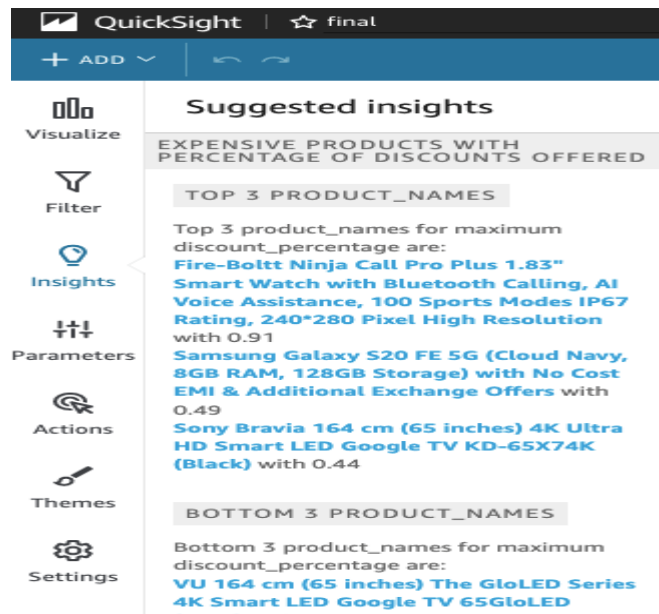 QuickSight
final
+ ADD
Visualize
Filter
Insights
Parameters
Actions
Themes
Settings
Suggested insights
EXPENSIVE PRODUCTS WITH
PERCENTAGE OF DISCOUNTS OFFERED
TOP 3 PRODUCT_NAMES
Top 3 product_names for maximum
discount_percentage are:
Fire-Boltt Ninja Call Pro Plus 1.83"
Smart Watch with Bluetooth Calling, AI
Voice Assistance, 100 Sports Modes IP67
Rating, 240*280 Pixel High Resolution
with 0.91
Samsung Galaxy S20 FE 5G (Cloud Navy,
8GB RAM, 128GB Storage) with No Cost
EMI & Additional Exchange Offers with
0.49
Sony Bravia 164 cm (65 inches) 4K Ultra
HD Smart LED Google TV KD-65X74K
(Black) with 0.44
BOTTOM 3 PRODUCT_NAMES
Bottom 3 product_names for maximum
discount_percentage are:
VU 164 cm (65 inches) The GloLED Series
4K Smart LED Google TV 65GloLED